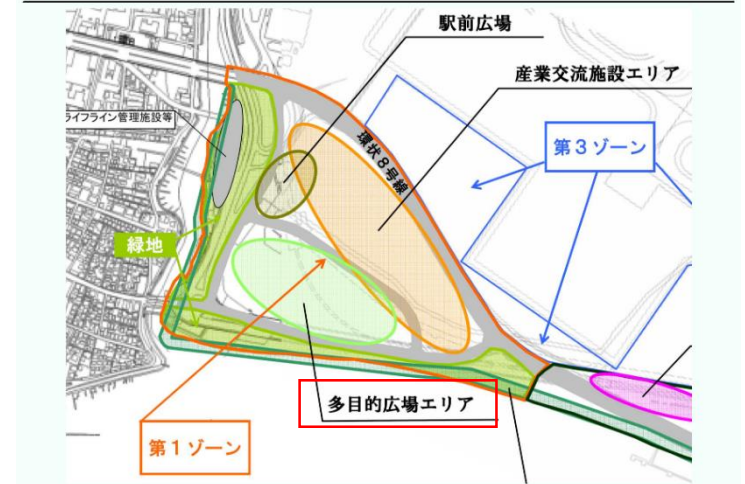 駅前広場
産業交流施設エリア
ライフライン管理施設等
環状８号線
第３ゾーン
緑地
多目的広場エリア
第１ゾーン